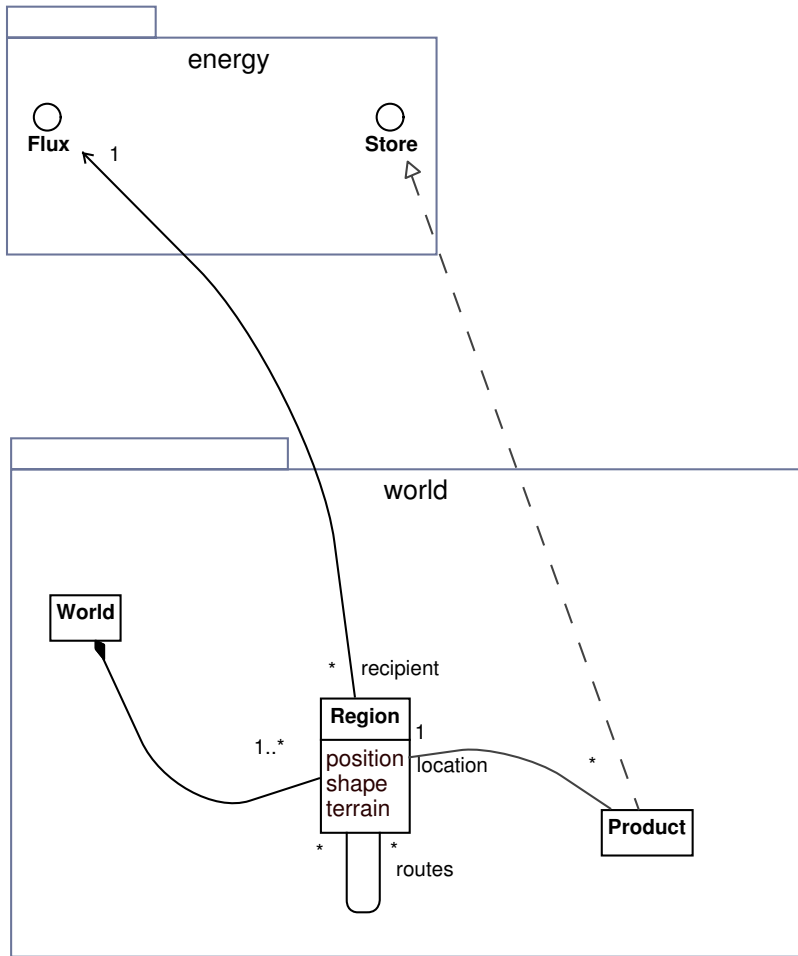 energy
Flux
1
Store
world
World
* recipient
Region
1
1..*
position
location
*
shape
terrain
Product
*
*
routes